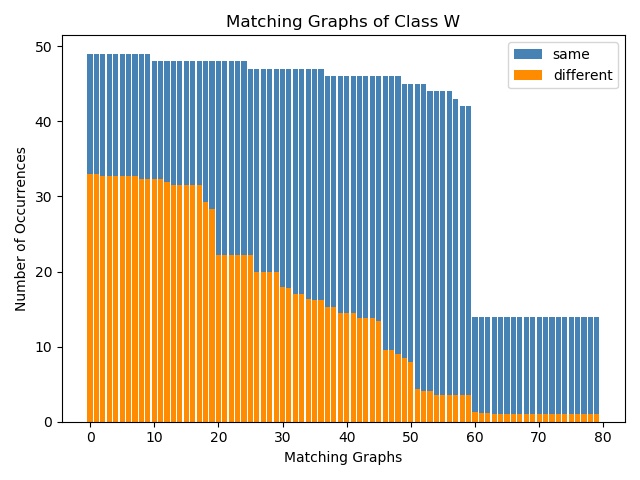 Matching Graphs of Class W
same
different
Number of Occurrences
50
40
30
20
10
0
0 10 20 30 40 50 60 70 80
Matching Graphs